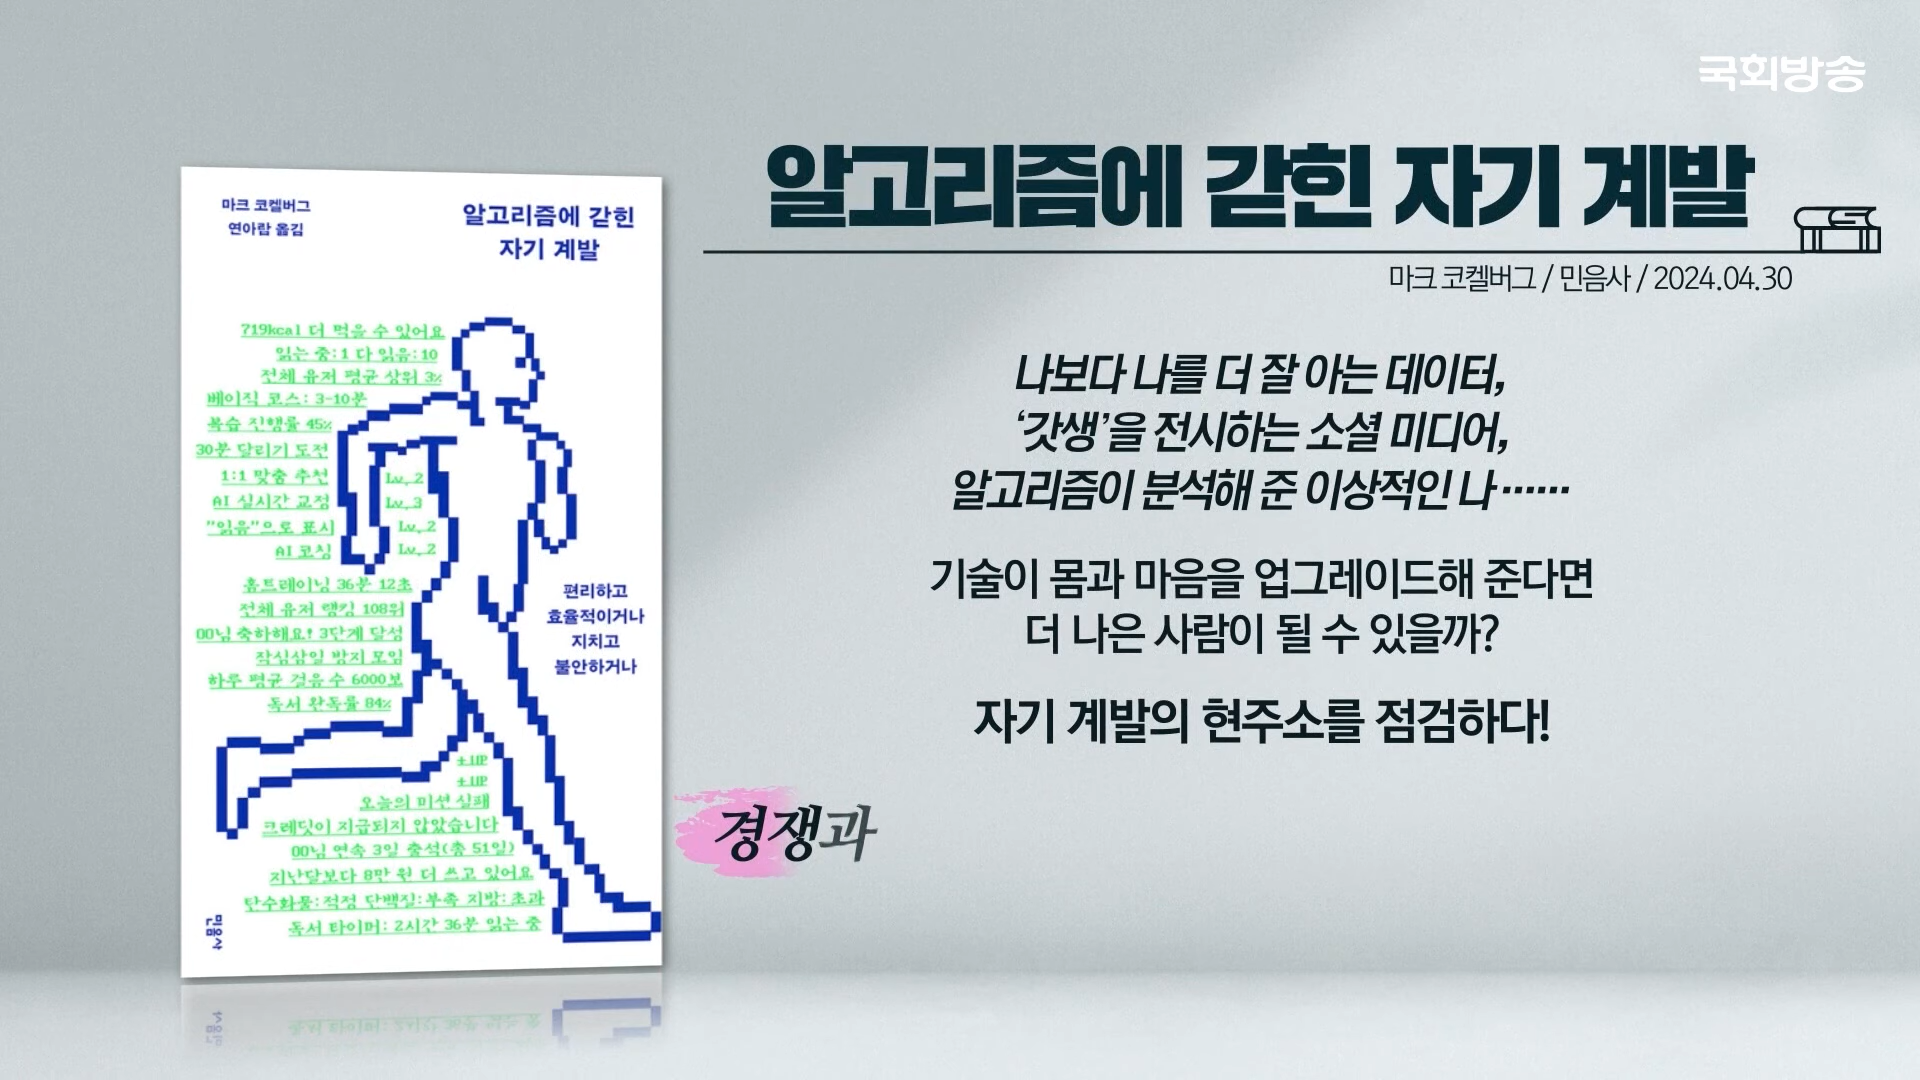 국회방송
알고리즘에 갇힌 자기 계발
마크 코켈버그 / 민음사 / 2024.04.30
나보다 나를 더 잘 아는 데이터,
‘갓생’을 전시하는 소셜 미디어,
알고리즘이 분석해 준 이상적인 나……
기술이 몸과 마음을 업그레이드해 준다면
더 나은 사람이 될 수 있을까?
자기 계발의 현주소를 점검하다!
경쟁과
마크 코켈버그
연아람 옮김
알고리즘에 갇힌
자기 계발
719kcal 더 먹을 수 있어요
읽는 중:1 다 읽음:10
전체 유저 평균 상위 3%
베이직 코스: 3-10분
복습 진행률 45%
30분 달리기 도전
1:1 맞춤 추천
Lv. 2
AI 실시간 교정
Lv. 3
"읽음"으로 표시
Lv. 2
AI 코칭
Lv. 2
홈트레이닝 36분 12초
전체 유저 랭킹 108위
00님 축하해요! 3단계 달성
작심삼일 방지 모임
하루 평균 걸음 수 6000보
독서 완독률 84%
편리하고
효율적이거나
지치고
불안하거나
±UP
±UP
오늘의 미션 실패
크레딧이 지급되지 않았습니다
00님 연속 3일 출석(총 51일)
지난달보다 8만 원 더 쓰고 있어요
탄수화물:적정 단백질:부족 지방:초과
독서 타이머: 2시간 36분 읽는 중
민음사